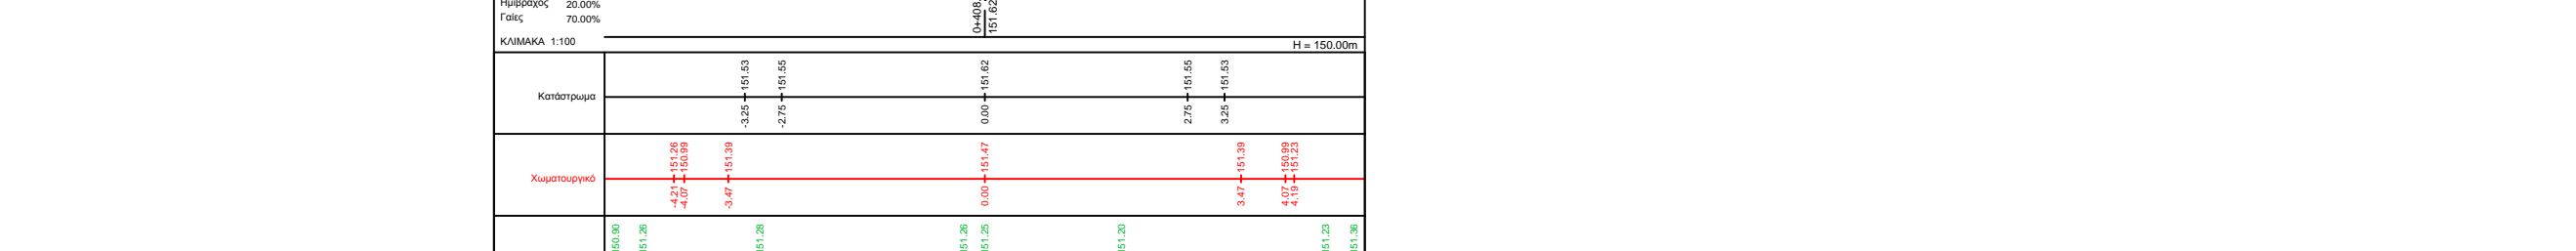 Ημίβραχος 20.00%
Γαίες 70.00%
0+408.
151.62
ΚΛΙΜΑΚΑ 1:100
H = 150.00m
Κατάστρωμα
151.53 151.55 151.62 151.55 151.53
-3.25 -2.75 0.00 2.75 3.25
Χωματουργικό
151.26 150.99 151.39 151.47 151.39 150.99 151.23
-4.21 -4.07 -3.47 0.00 3.47 4.07 4.19
150.90 151.26 151.28 151.26 151.25 151.20 151.23 151.36